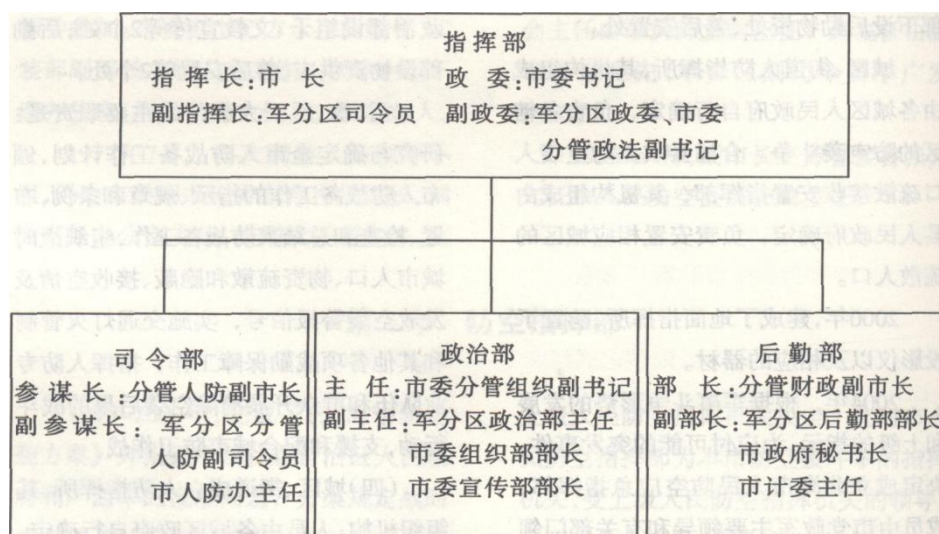 指挥部
指挥长:市 长 政 委:市委书记
副指挥长:军分区司令员 副政委:军分区政委、市委
分管政法副书记
司令部
参谋长:分管人防副市长
副参谋长:军分区分管
人防副司令员
市人防办主任
政治部
主 任:市委分管组织副书记
副主任:军分区政治部主任
市委组织部部长
市委宣传部部长
后勤部
部 长:分管财政副市长
副部长:军分区后勤部部长
市政府秘书长
市计委主任